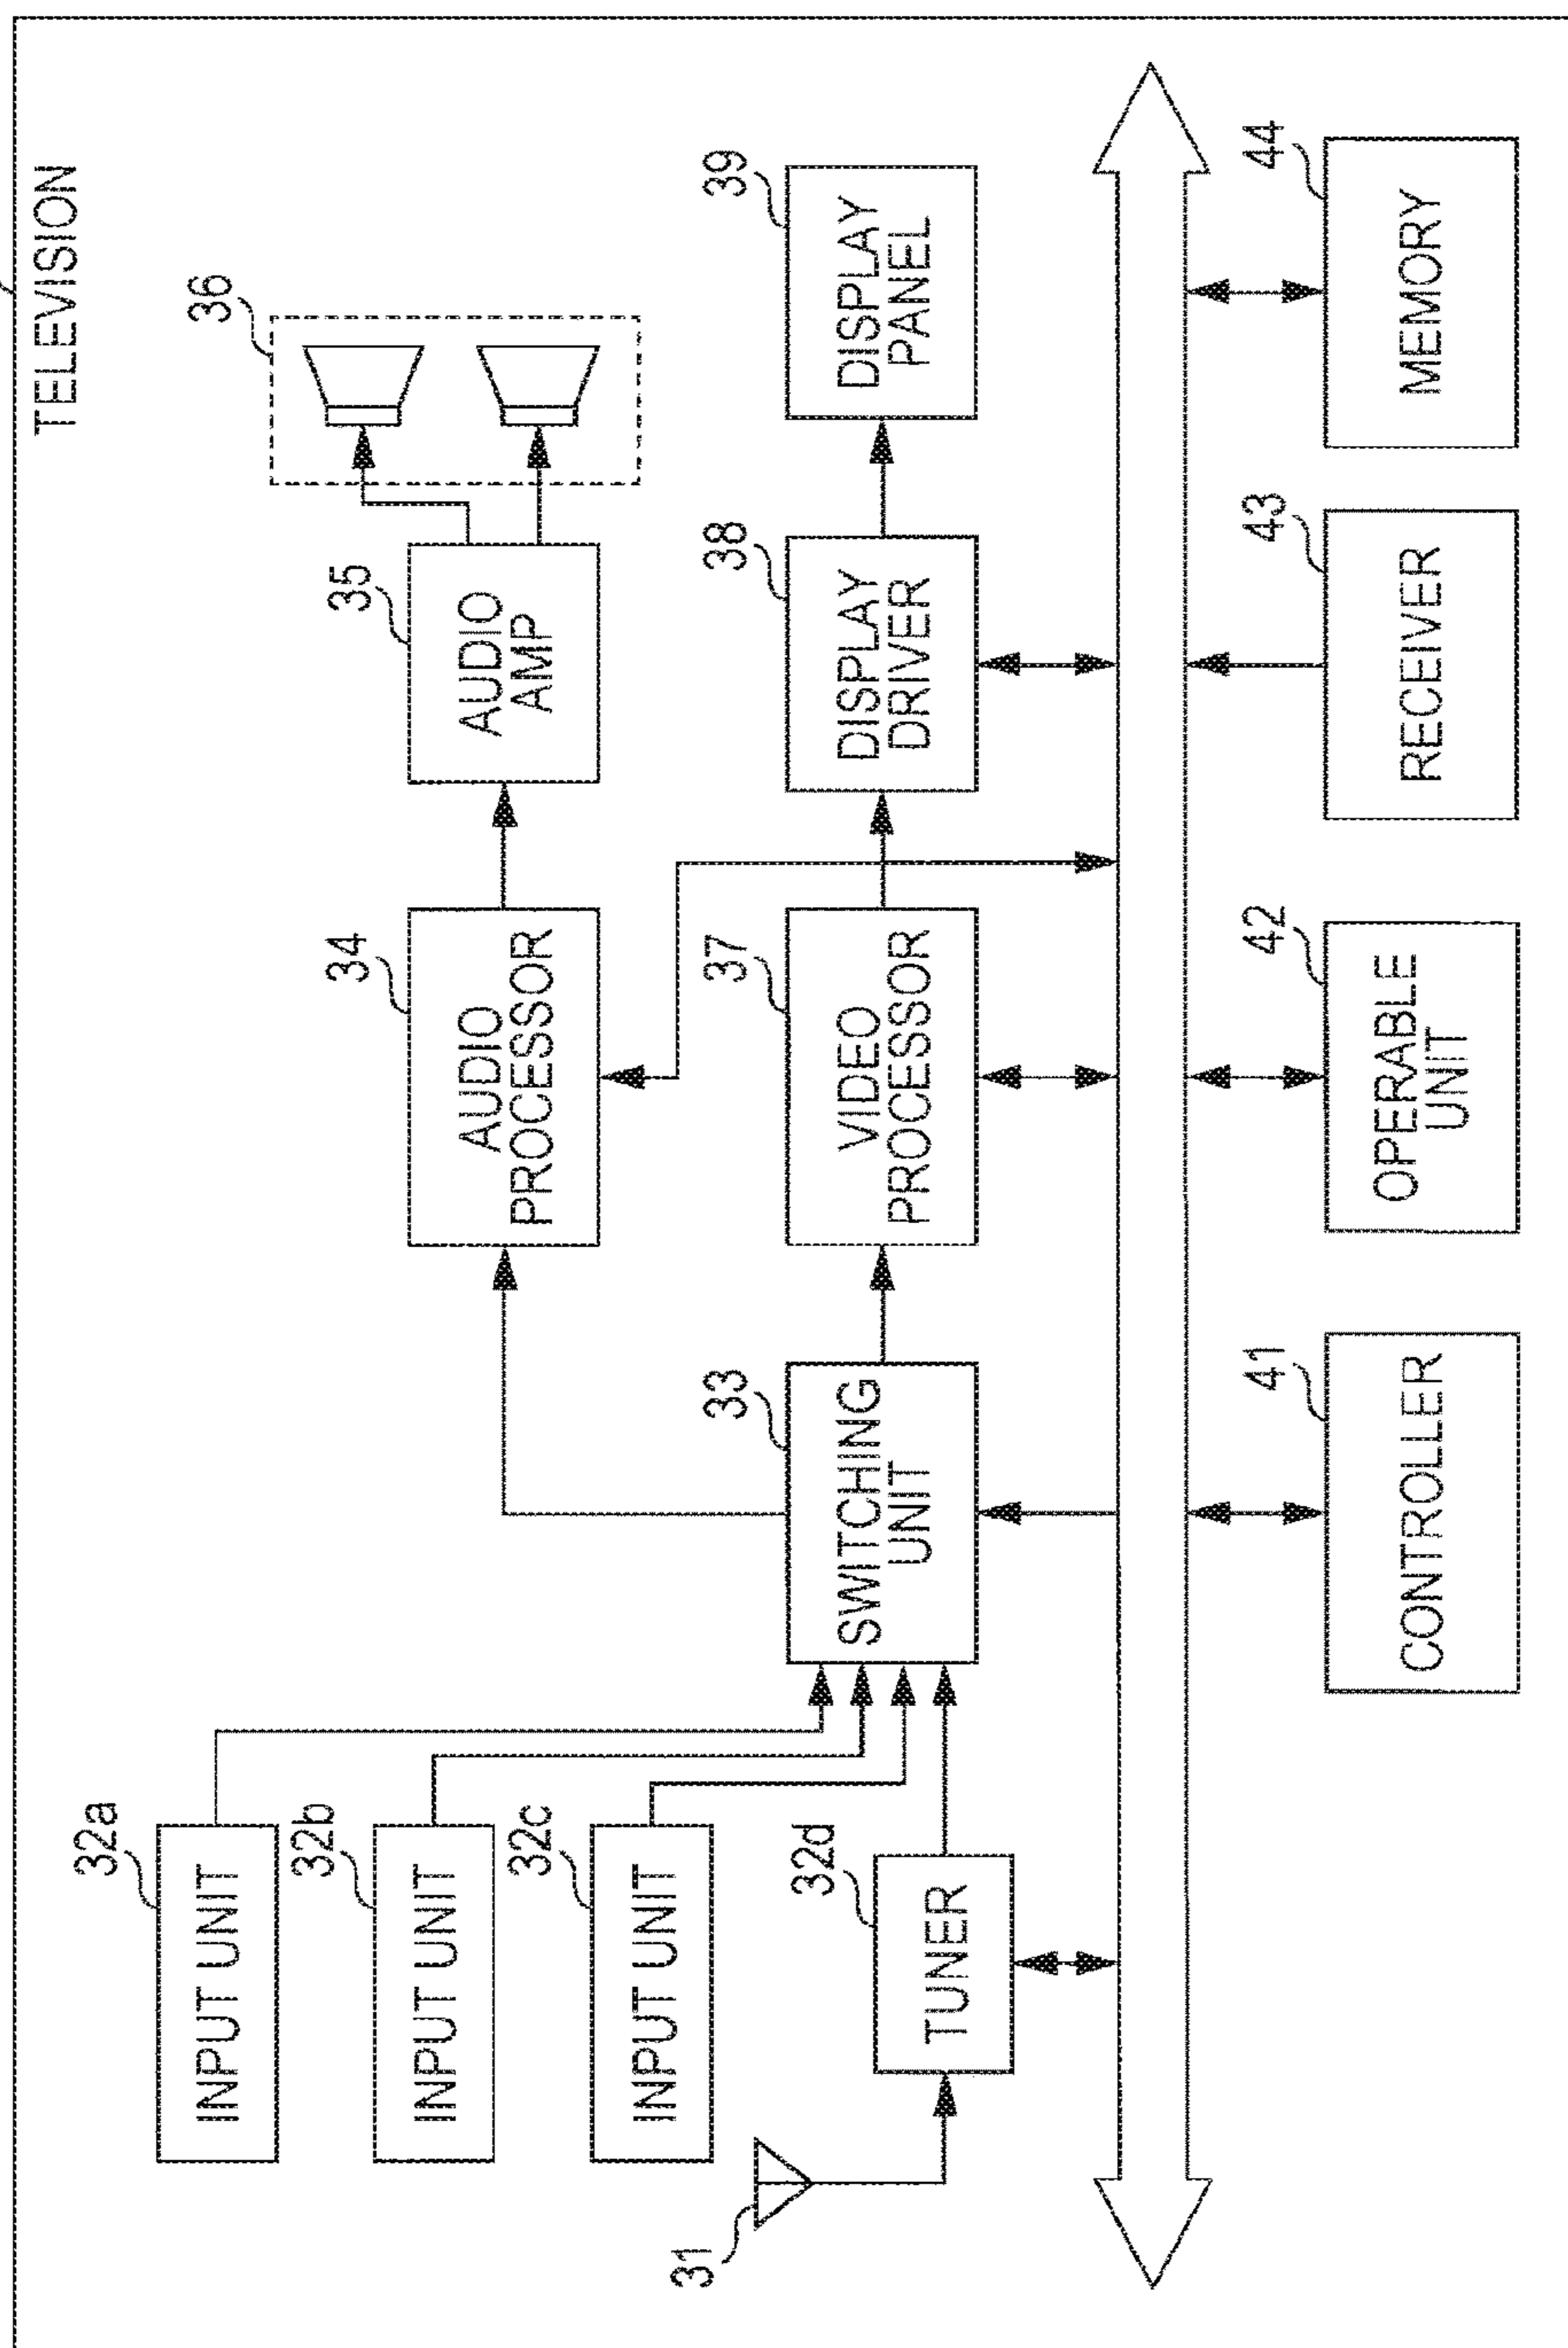 TELEVISION
32a
INPUT UNIT
32b
INPUT UNIT
32c
INPUT UNIT
31
32d
TUNER
33
SWITCHING
UNIT
34
AUDIO
PROCESSOR
35
AUDIO
AMP
36
37
VIDEO
PROCESSOR
38
DISPLAY
DRIVER
39
DISPLAY
PANEL
41
CONTROLLER
42
OPERABLE
UNIT
43
RECEIVER
44
MEMORY